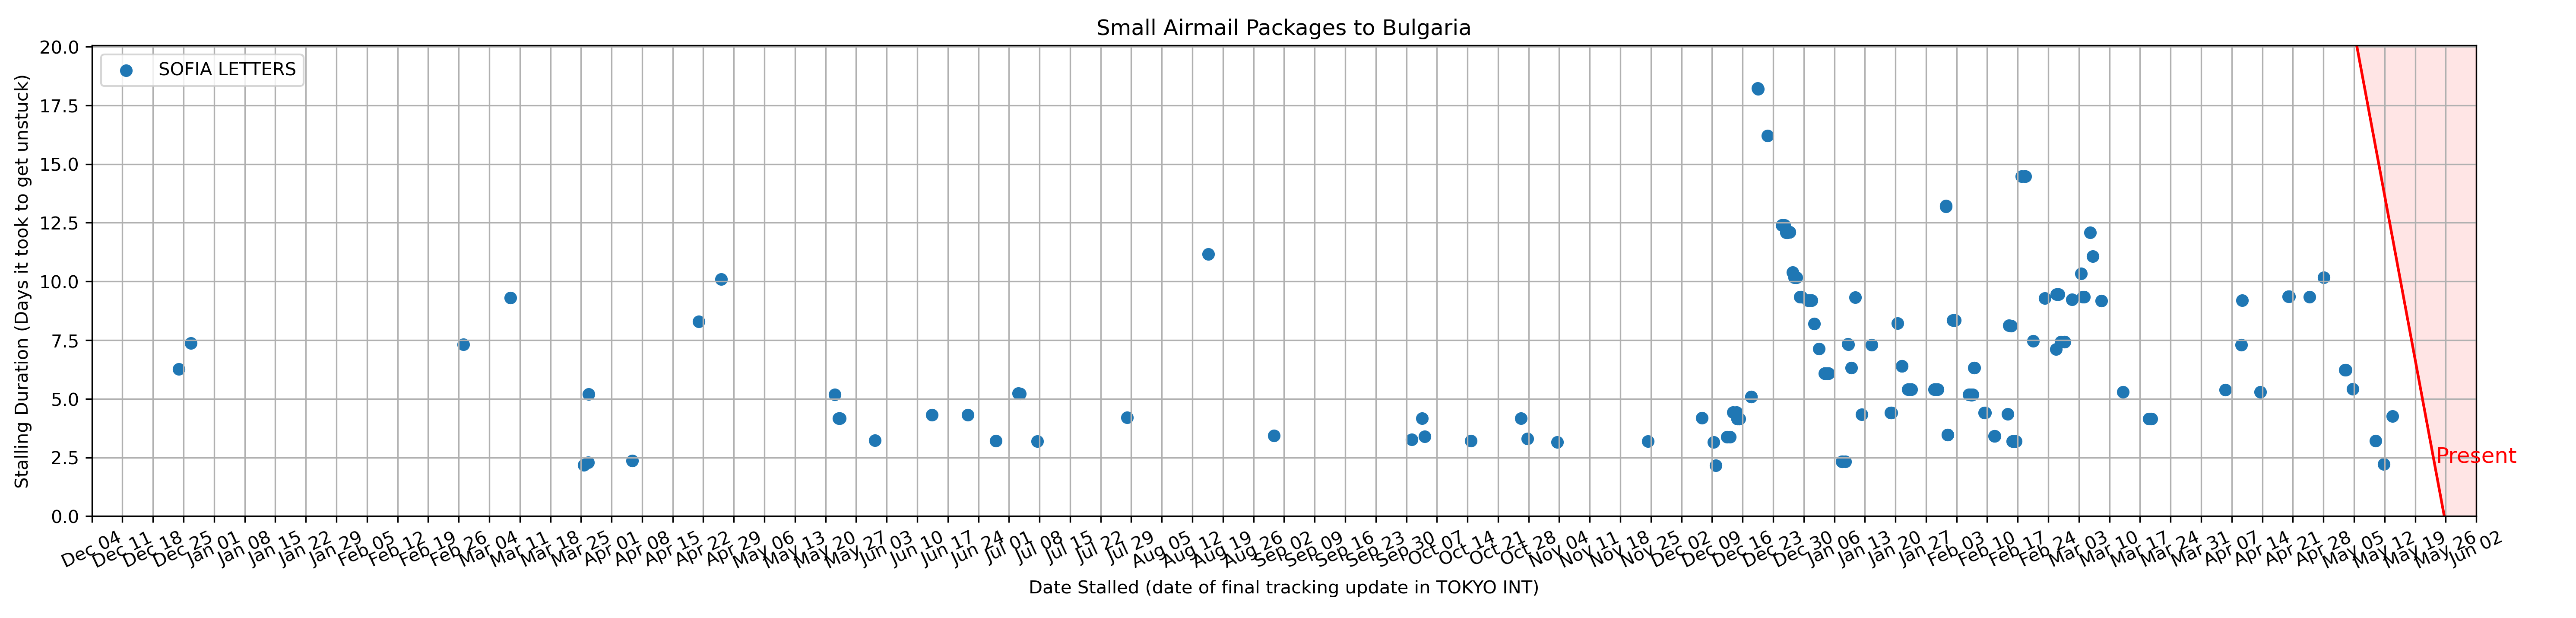 Small Airmail Packages to Bulgaria
SOFIA LETTERS
Stalling Duration (Days it took to get unstuck)
20.0
17.5
15.0
12.5
10.0
7.5
5.0
2.5
0.0
Present
Dec 04 Dec 11 Dec 18 Dec 25 Jan 01 Jan 08 Jan 15 Jan 22 Jan 29 Feb 05 Feb 12 Feb 19 Feb 26 Mar 04 Mar 11 Mar 18 Mar 25 Apr 01 Apr 08 Apr 15 Apr 22 Apr 29 May 06 May 13 May 20 May 27 Jun 03 Jun 10 Jun 17 Jun 24 Jul 01 Jul 08 Jul 15 Jul 22 Jul 29 Aug 05 Aug 12 Aug 19 Aug 26 Sep 02 Sep 09 Sep 16 Sep 23 Sep 30 Oct 07 Oct 14 Oct 21 Oct 28 Nov 04 Nov 11 Nov 18 Nov 25 Dec 02 Dec 09 Dec 16 Dec 23 Dec 30 Jan 06 Jan 13 Jan 20 Jan 27 Feb 03 Feb 10 Feb 17 Feb 24 Mar 03 Mar 10 Mar 17 Mar 24 Mar 31 Apr 07 Apr 14 Apr 21 Apr 28 May 05 May 12 May 19 May 26 Jun 02
Date Stalled (date of final tracking update in TOKYO INT)